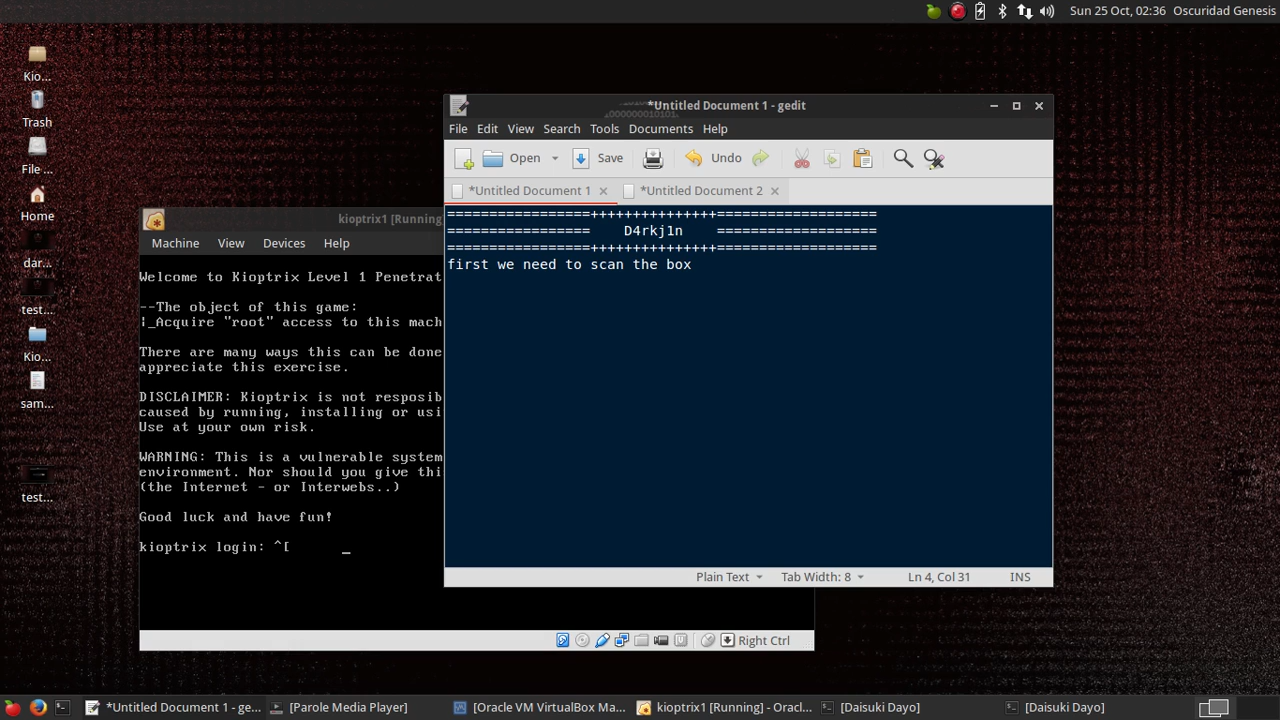 Sun 25 Oct, 02:36 Oscuridad Genesis
Kio...
Trash
File ...
Home
dar...
test...
Kio...
sam...
test...
*Untitled Document 1 - gedit
File Edit View Search Tools Documents Help
Open Save Undo
*Untitled Document 1 *Untitled Document 2
=================+++++++++++++++===================
================= D4rkj1n ===================
=================+++++++++++++++===================
first we need to scan the box
Plain Text Tab Width: 8 Ln 4, Col 31 INS
kioptrix1 [Running]
Machine View Devices Help
Welcome to Kioptrix Level 1 Penetrat
--The object of this game:
¦_Acquire "root" access to this mach
There are many ways this can be done
appreciate this exercise.
DISCLAIMER: Kioptrix is not resposib
caused by running, installing or usi
Use at your own risk.
WARNING: This is a vulnerable system
environment. Nor should you give thi
(the Internet - or Interwebs..)
Good luck and have fun!
kioptrix login: ^[ _
Right Ctrl
*Untitled Document 1 - ge... [Parole Media Player] [Oracle VM VirtualBox Ma... kioptrix1 [Running] - Oracl... [Daisuki Dayo] [Daisuki Dayo]